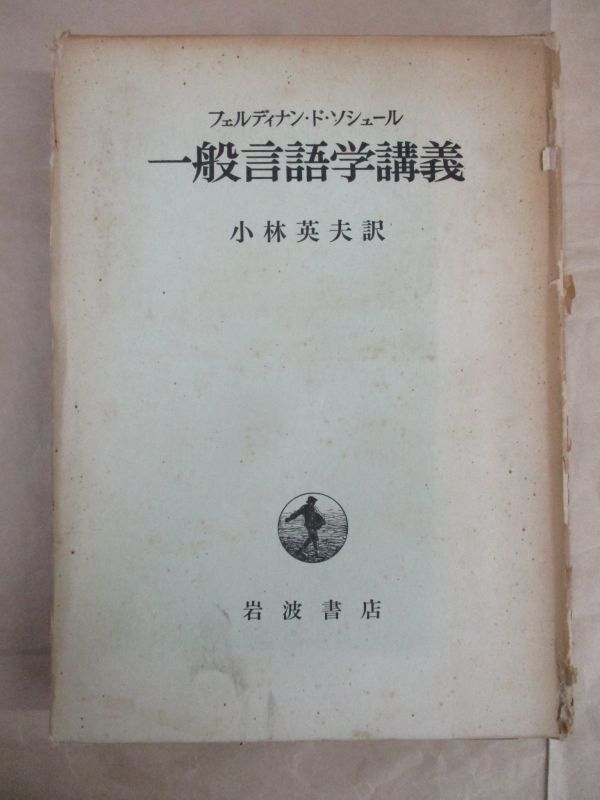 フェルディナン・ド・ソシュール
一般言語学講義
小林英夫訳
岩波書店